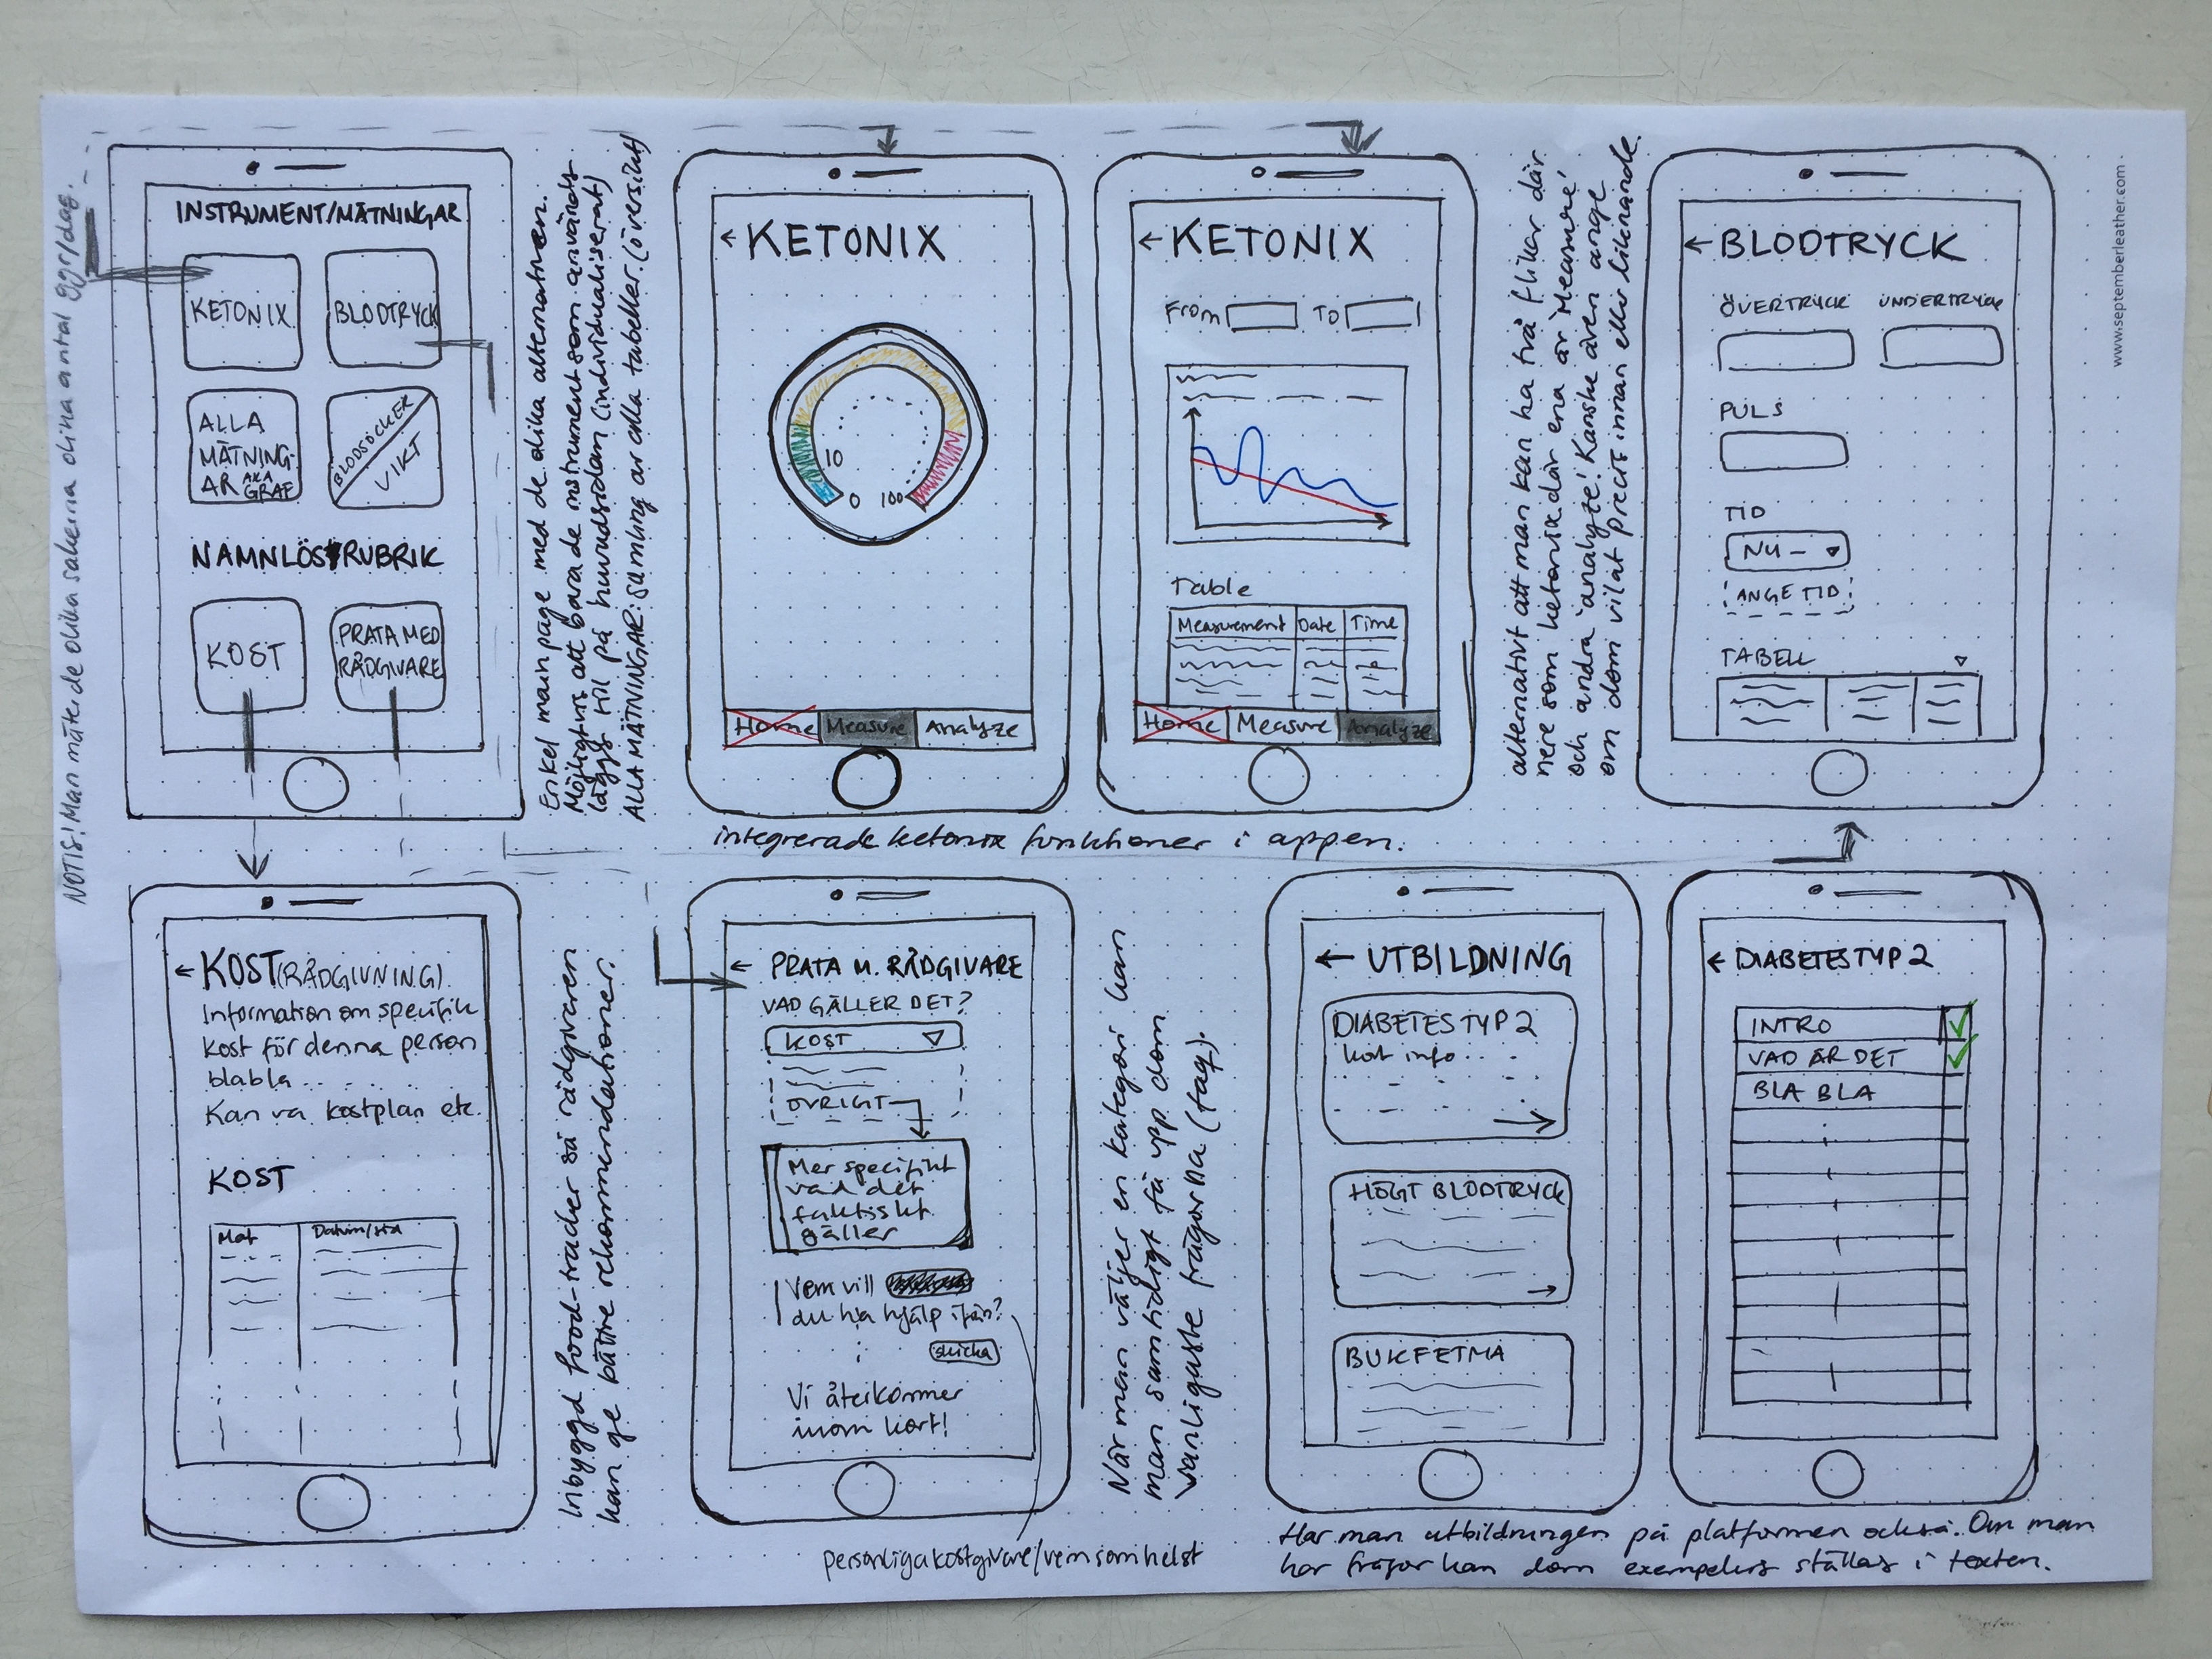 NOTIS! Man mäter de olika sakerna olika antal ggr/dag.
INSTRUMENT/MÄTNINGAR
KETONIX
BLODTRYCK
ALLA
MÄTNING-
AR AKA
GRAF
BLODSOCKER
VIKT
NAMNLÖS RUBRIK
KOST
PRATA MED
RÅDGIVARE
Enkel main page med de olika alternativen.
Möjligtvis att bara de instrument som används
läggs till på huvudsidan (individualiserat)
ALLA MÄTNINGAR: samling av alla tabeller. (översikt)
← KETONIX
0
10
100
Home
Measure
Analyze
← KETONIX
From
To
Table
Measurement
Date
Time
Home
Measure
Analyze
integrerade ketonix funktioner i appen.
alternativt att man kan ha två flikar där
nere som ketonix där ena är 'Measure'
och andra 'analyze'! Kanske även ange
om dom vilat precis innan eller liknande.
← BLODTRYCK
ÖVERTRYCK
UNDERTRYCK
PULS
TID
NU
ANGE TID
TABELL
← KOST(RÅDGIVNING)
Information om specifik
kost för denna person
blabla
Kan va kostplan etc.
KOST
Mat
Datum/
Inbyggd food-tracker så rådgivaren
kan ge bättre rekommendationer.
← PRATA M. RÅDGIVARE
VAD GÄLLER DET?
KOST
ÖVRIGT
Mer specifikt
vad det
faktiskt
gäller
Vem vill
du ha hjälp ifrån?
skicka
Vi återkommer
inom kort!
personliga kostgivare/vem som helst
När man väljer en kategori kan
man samtidigt få upp dom
vanligaste frågorna (faq).
← UTBILDNING
DIABETES TYP 2
kort info...
HÖGT BLODTRYCK
BUKFETMA
← DIABETES TYP 2
INTRO
VAD ÄR DET
BLA BLA
Har man utbildningen på plattformen också. Om man
har frågor kan dom exempelvis ställas i texten.
www.septemberleather.com